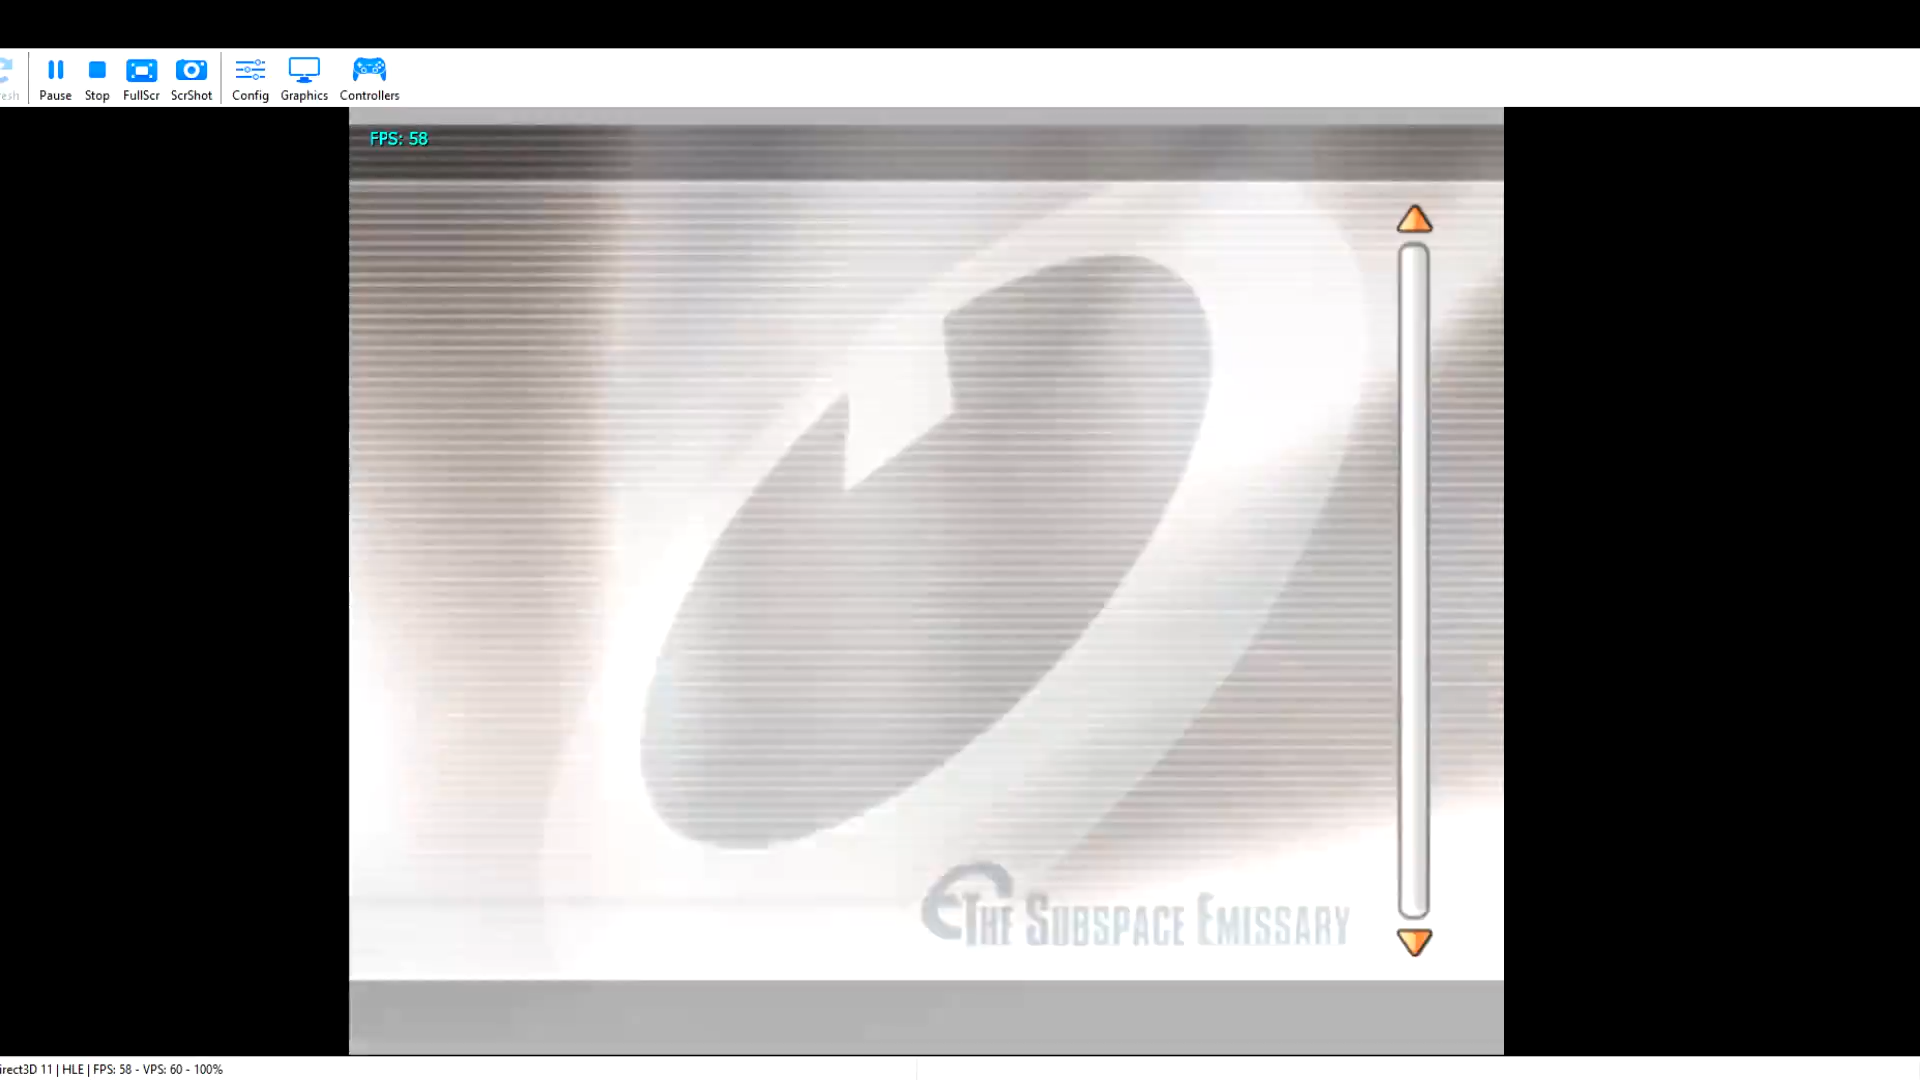 esh
Pause
Stop
FullScr
ScrShot
Config
Graphics
Controllers
FPS: 58
THE SUBSPACE EMISSARY
irect3D 11 | HLE | FPS: 58 - VPS: 60 - 100%